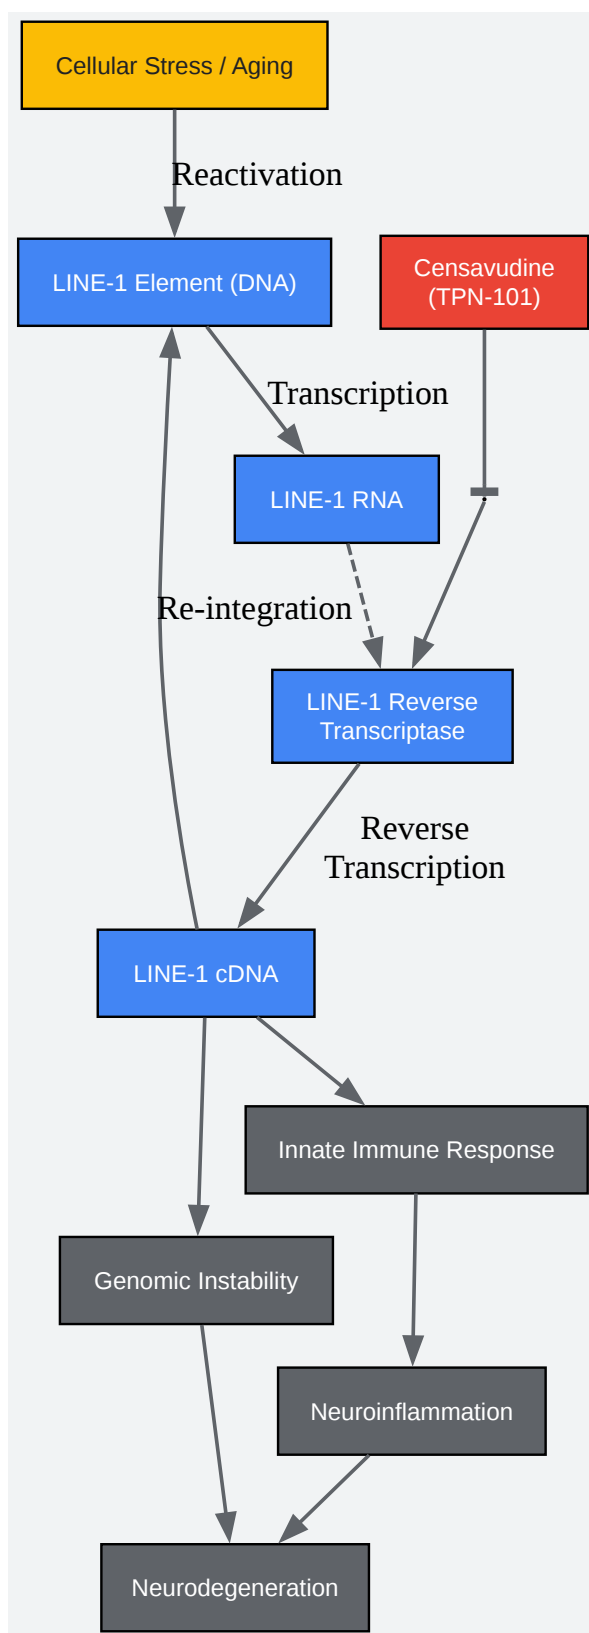 Cellular Stress / Aging
Reactivation
LINE-1 Element (DNA)
Censavudine
(TPN-101)
Transcription
LINE-1 RNA
Re-integration
LINE-1 Reverse
Transcriptase
Reverse
Transcription
LINE-1 cDNA
Innate Immune Response
Genomic Instability
Neuroinflammation
Neurodegeneration